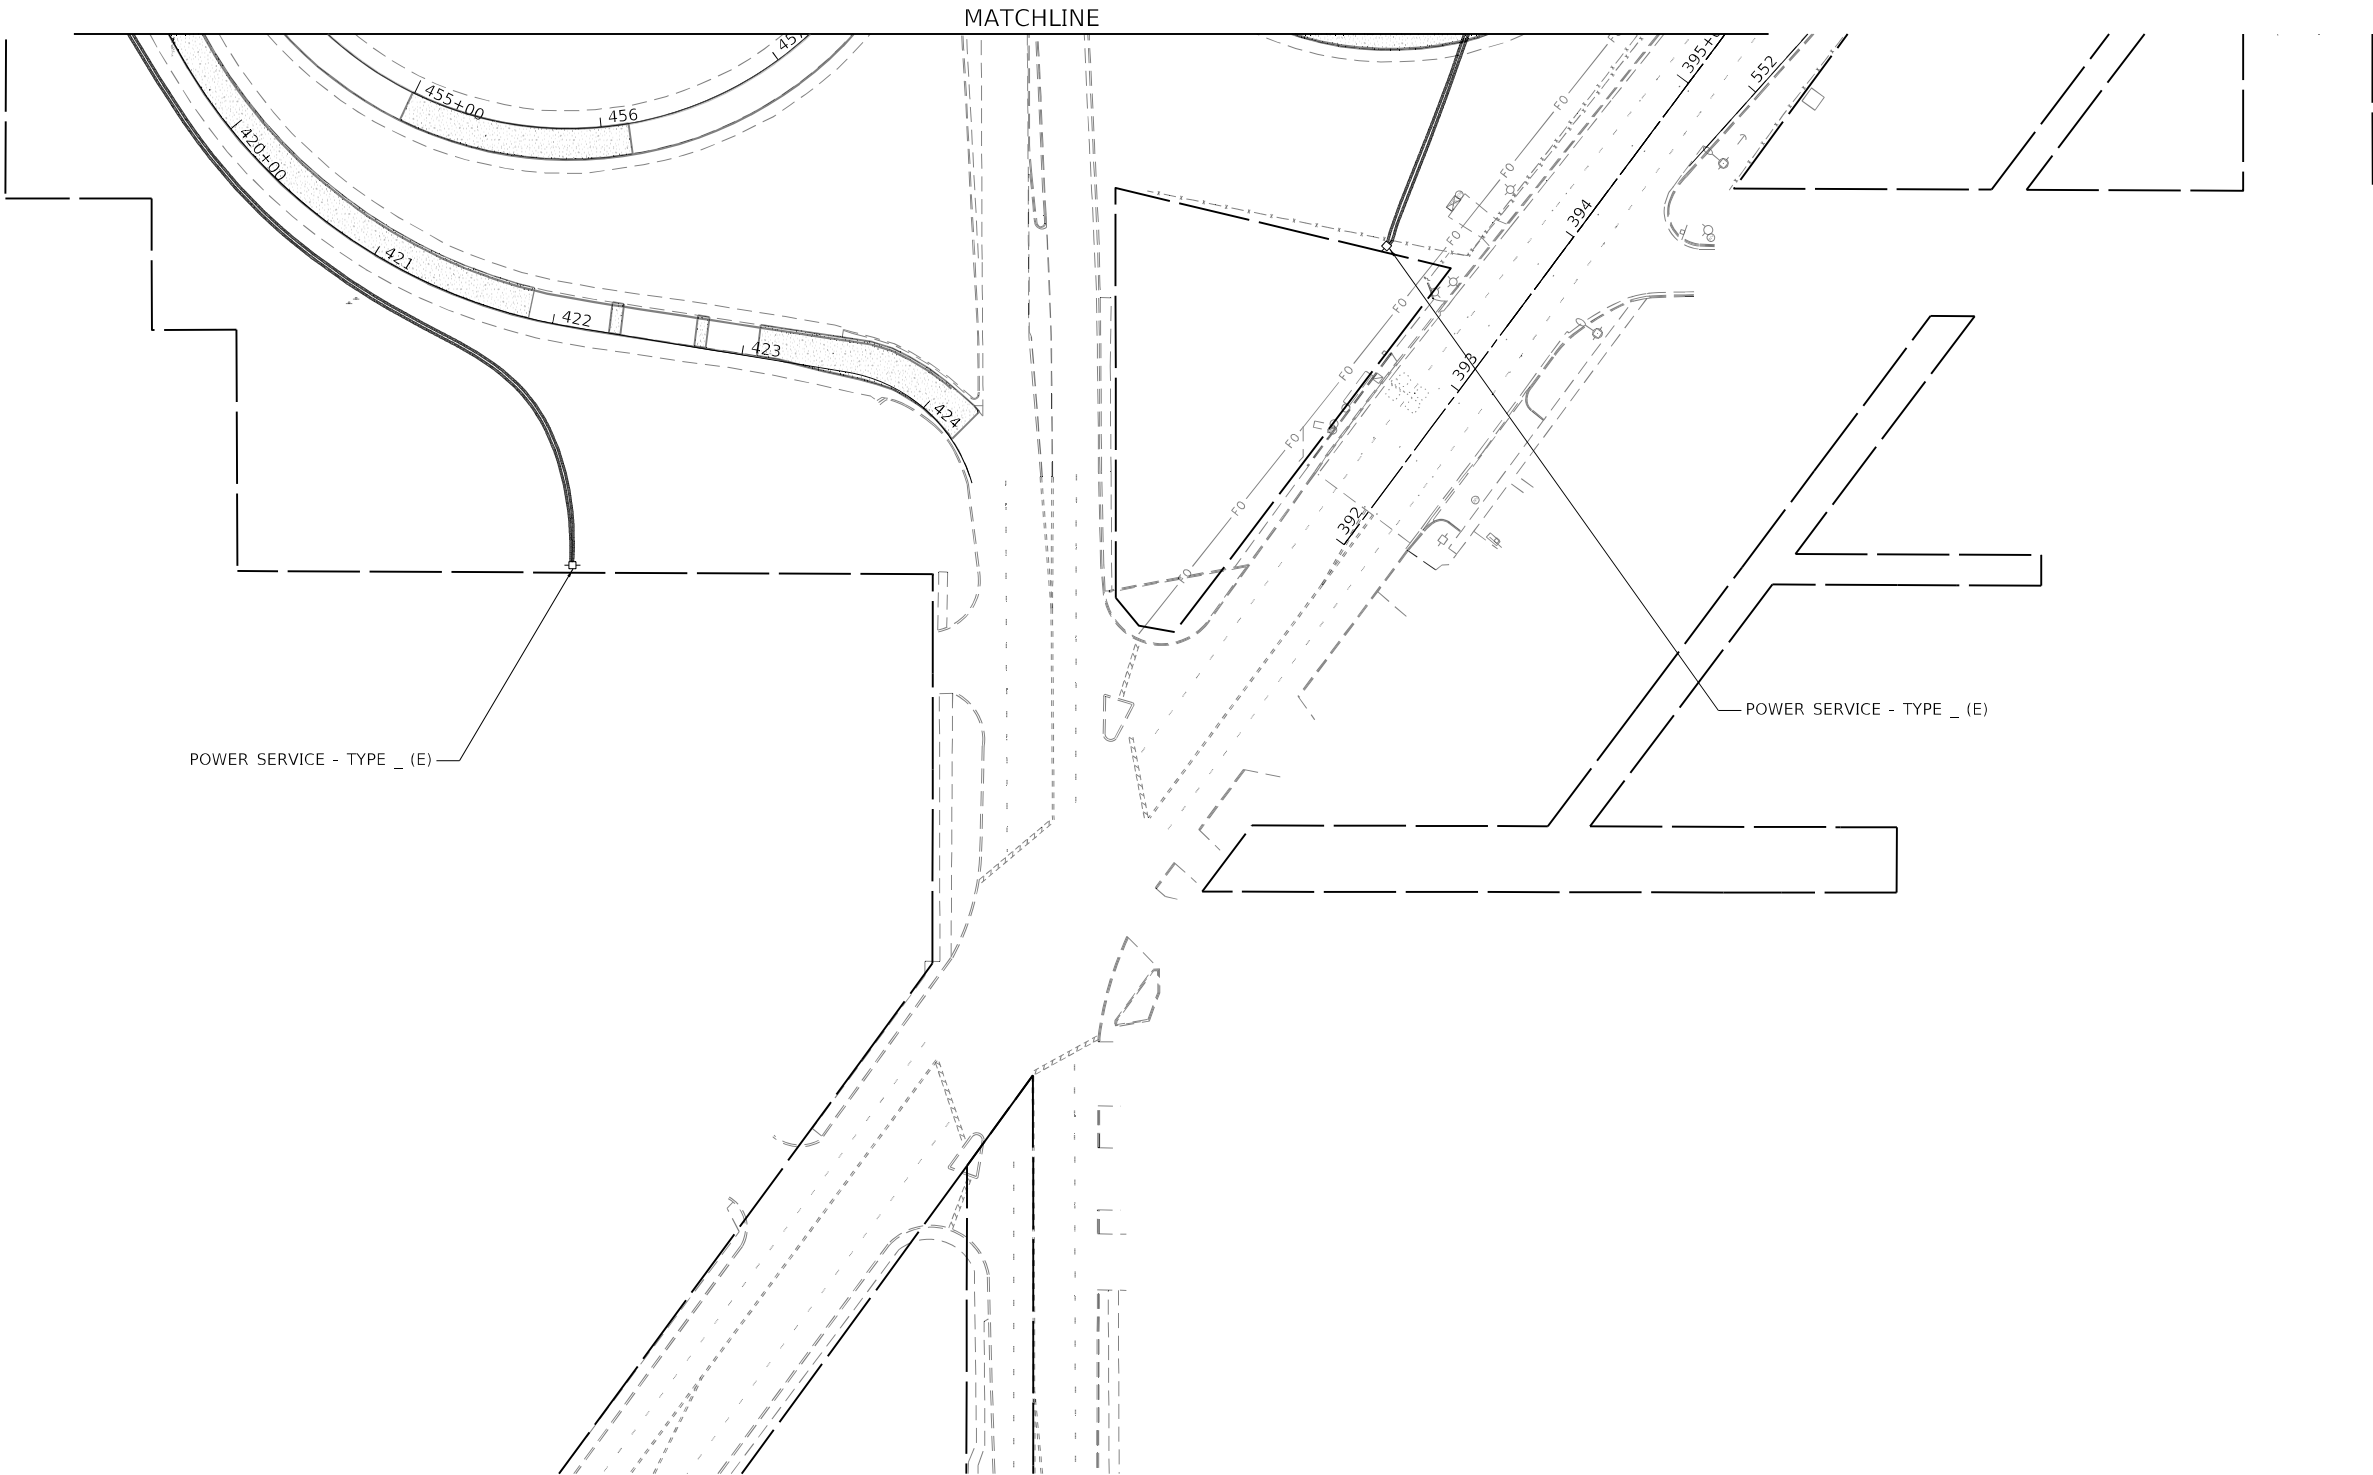 MATCHLINE
455+00
456
395+
552
420+00
394
421
422
423
393
424
392
FO
FO
FO
FO
FO
FO
FO
FO
FO
POWER SERVICE - TYPE _ (E)
POWER SERVICE - TYPE _ (E)